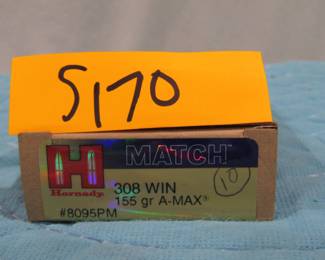 S170
MATCH
H
Hornady
308 WIN
155 gr A-MAX®
10
#8095PM